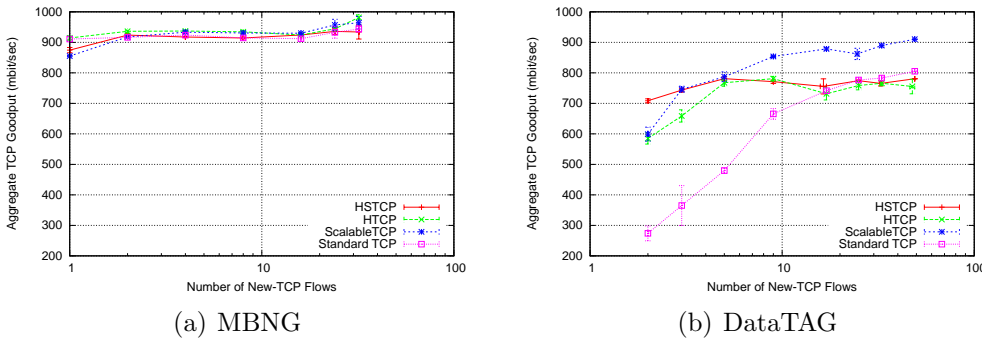 1000
900
800
700
600
500
400
300
200
Aggregate TCP Goodput (mbit/sec)
HSTCP
HTCP
ScalableTCP
Standard TCP
1
10
100
Number of New-TCP Flows
(a) MBNG
1000
900
800
700
600
500
400
300
200
Aggregate TCP Goodput (mbit/sec)
HSTCP
HTCP
ScalableTCP
Standard TCP
1
10
100
Number of New-TCP Flows
(b) DataTAG